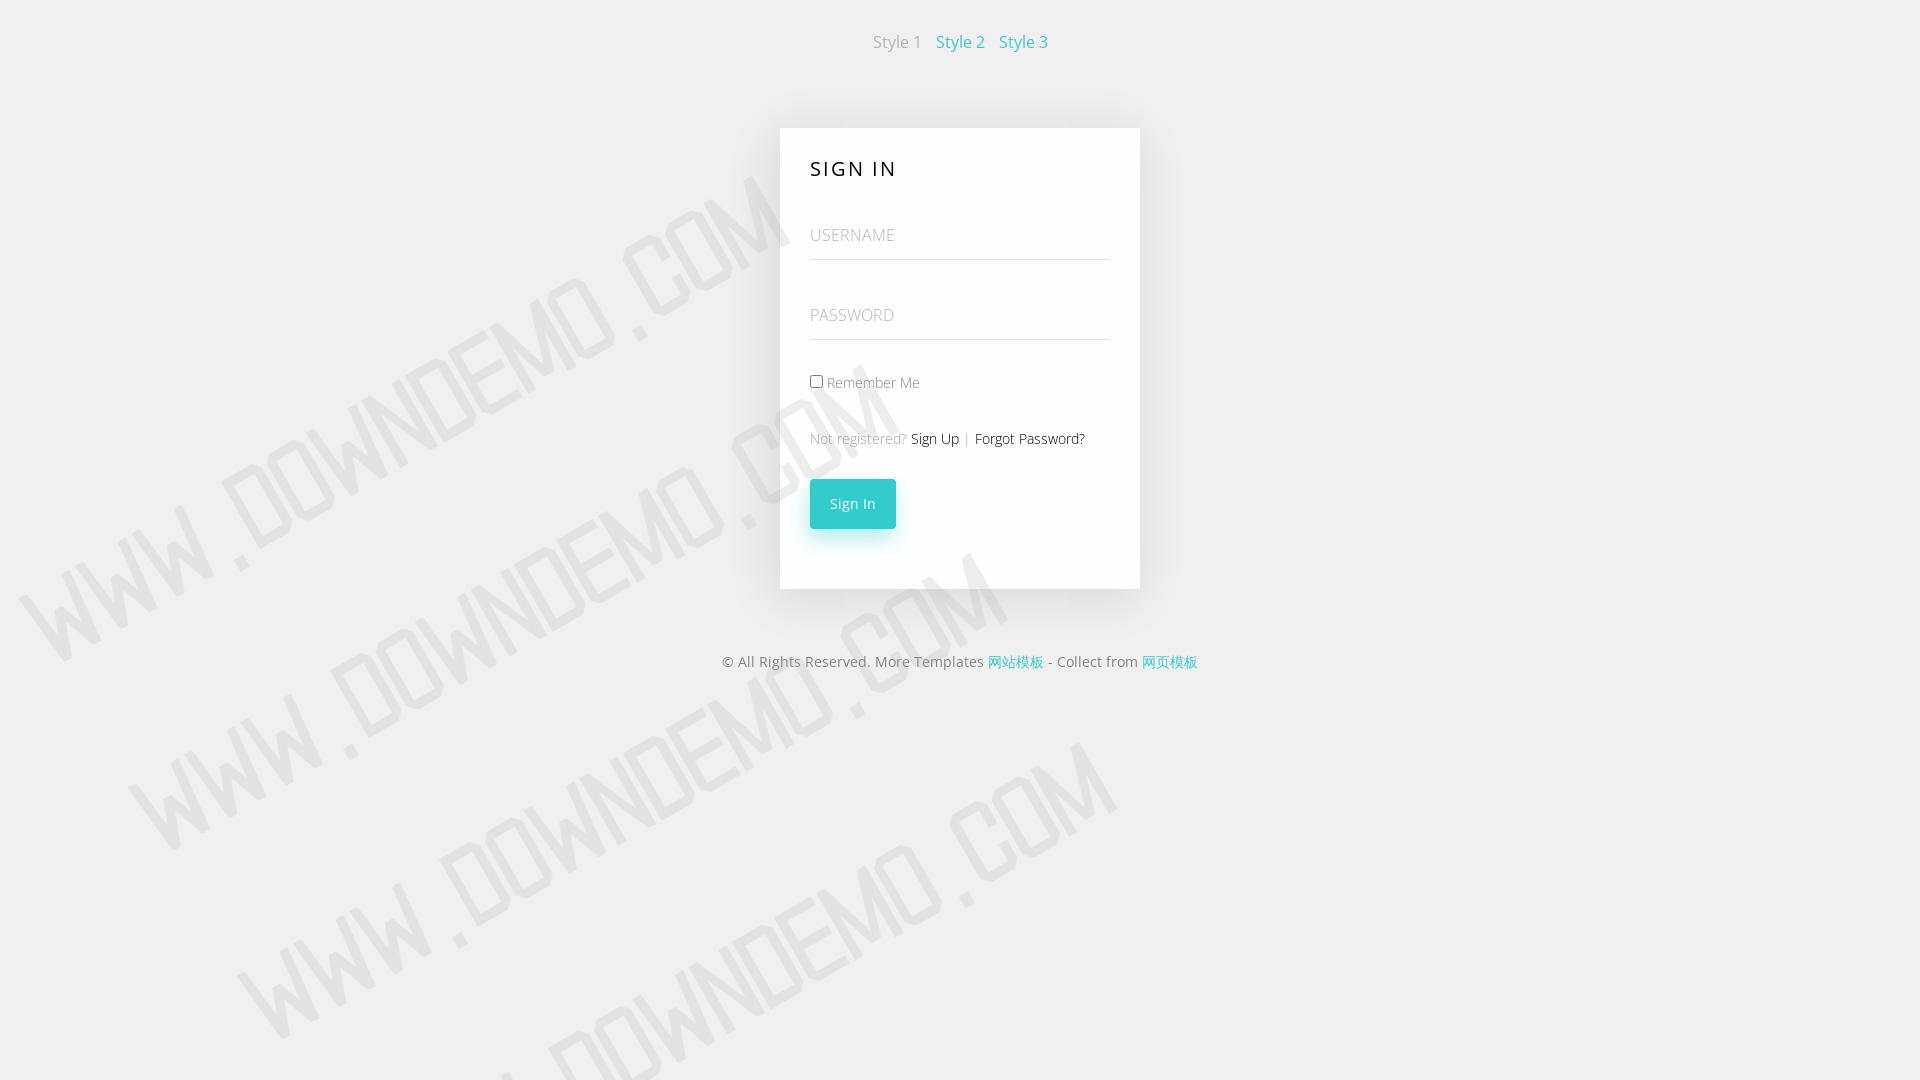 Style 1 Style 2 Style 3
SIGN IN
USERNAME
PASSWORD
Remember Me
Not registered? Sign Up | Forgot Password?
Sign In
© All Rights Reserved. More Templates 网站模板 - Collect from 网页模板
WWW.DOWNDEMO.COM
WWW.DOWNDEMO.COM
WWW.DOWNDEMO.COM
.DOWNDEMO.COM